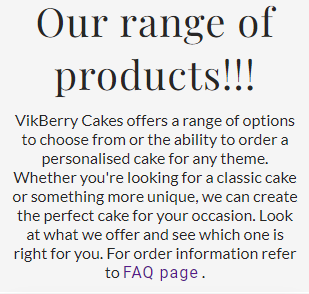 Our range of
products!!!
VikBerry Cakes offers a range of options
to choose from or the ability to order a
personalised cake for any theme.
Whether you're looking for a classic cake
or something more unique, we can create
the perfect cake for your occasion. Look
at what we offer and see which one is
right for you. For order information refer
to FAQ page .